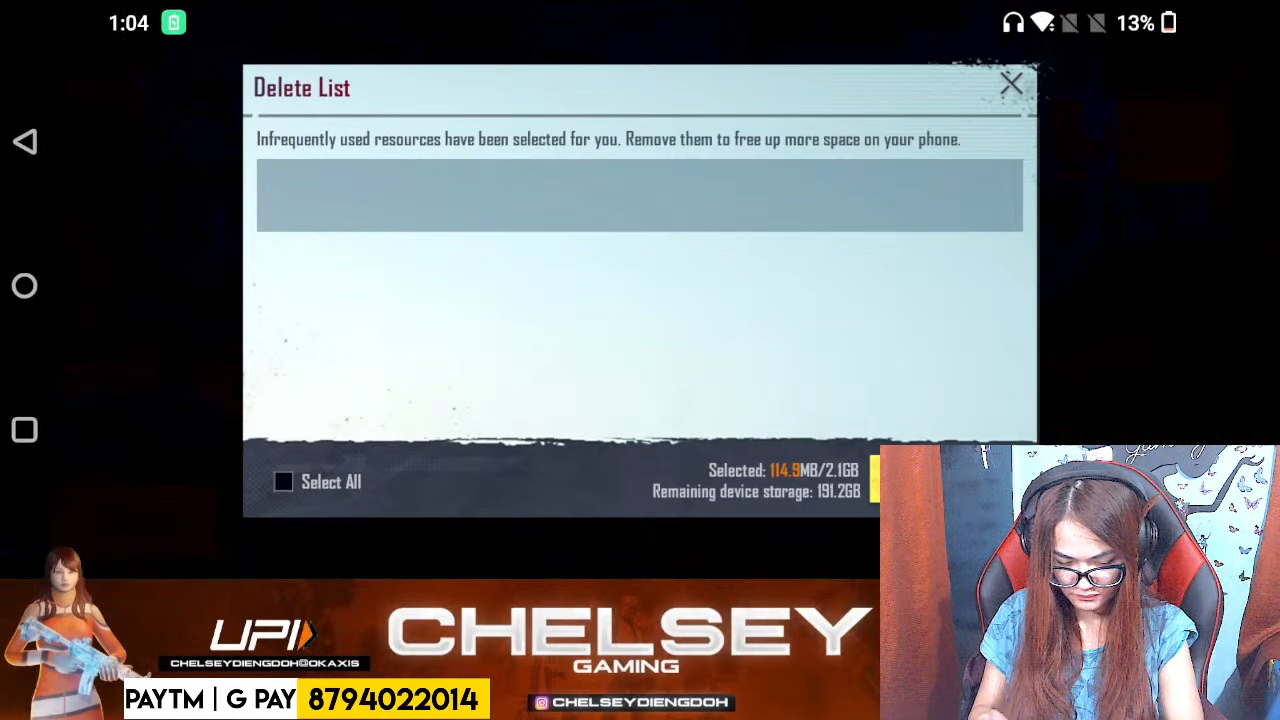 1:04
13%
Delete List
Infrequently used resources have been selected for you. Remove them to free up more space on your phone.
Select All
Selected: 114.9MB/2.1GB
Remaining device storage: 191.2GB
UPI
CHELSEYDIENGDOH@OKAXIS
PAYTM | G PAY 8794022014
CHELSEY
GAMING
CHELSEYDIENGDOH